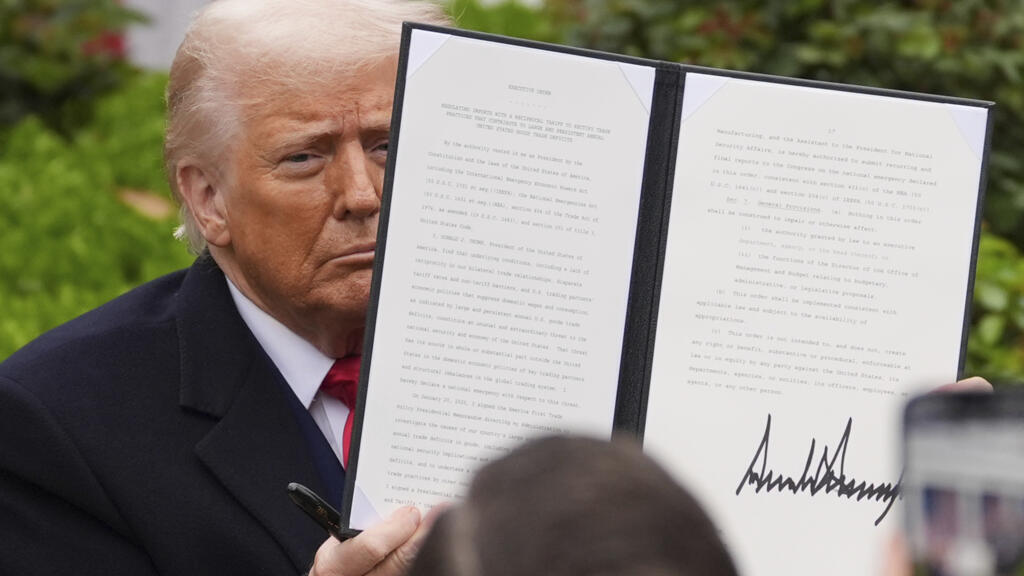 EXECUTIVE ORDER
REGULATING IMPORTS WITH A RECIPROCAL TARIFF TO RECTIFY TRADE
PRACTICES THAT CONTRIBUTE TO LARGE AND PERSISTENT ANNUAL
UNITED STATES GOODS TRADE DEFICITS
By the authority vested in me as President by the
Constitution and the laws of the United States of America,
including the International Emergency Economic Powers Act
(50 U.S.C. 1701 et seq.)(IEEPA), the National Emergencies Act
(50 U.S.C. 1601 et seq.)(NEA), section 604 of the Trade Act of
1974, as amended (19 U.S.C. 2483), and section 301 of title 3,
United States Code,
I, DONALD J. TRUMP, President of the United States of
America, find that underlying conditions, including a lack of
reciprocity in our bilateral trade relationships, disparate
tariff rates and non-tariff barriers, and U.S. trading partners'
economic policies that suppress domestic wages and consumption,
as indicated by large and persistent annual U.S. goods trade
deficits, constitute an unusual and extraordinary threat to the
national security and economy of the United States. That threat
has its source in whole or substantial part outside the United
States in the domestic economic policies of key trading partners
and structural imbalances in the global trading system. I
hereby declare a national emergency with respect to this threat.
On January 20, 2025, I signed the America First Trade
Policy Presidential Memorandum directing my Administration to
investigate the causes of our country's large
annual trade deficits in goods, including
national security implications and
deficits, and to undertake a
trade practices by other
I signed a Presidential
and Tariffs
17
Manufacturing, and the Assistant to the President for National
Security Affairs, is hereby authorized to submit recurring and
final reports to the Congress on the national emergency declared
in this order, consistent with section 401(c) of the NEA (50
U.S.C. 1641(c)) and section 204(c) of IEEPA (50 U.S.C. 1703(c)).
Sec. 7. General Provisions. (a) Nothing in this order
shall be construed to impair or otherwise affect:
(i) the authority granted by law to an executive
department, agency, or the head thereof; or
(ii) the functions of the Director of the Office of
Management and Budget relating to budgetary,
administrative, or legislative proposals.
(b) This order shall be implemented consistent with
applicable law and subject to the availability of
appropriations.
(c) This order is not intended to, and does not, create
any right or benefit, substantive or procedural, enforceable at
law or in equity by any party against the United States, its
departments, agencies, or entities, its officers, employees, or
agents, or any other person.